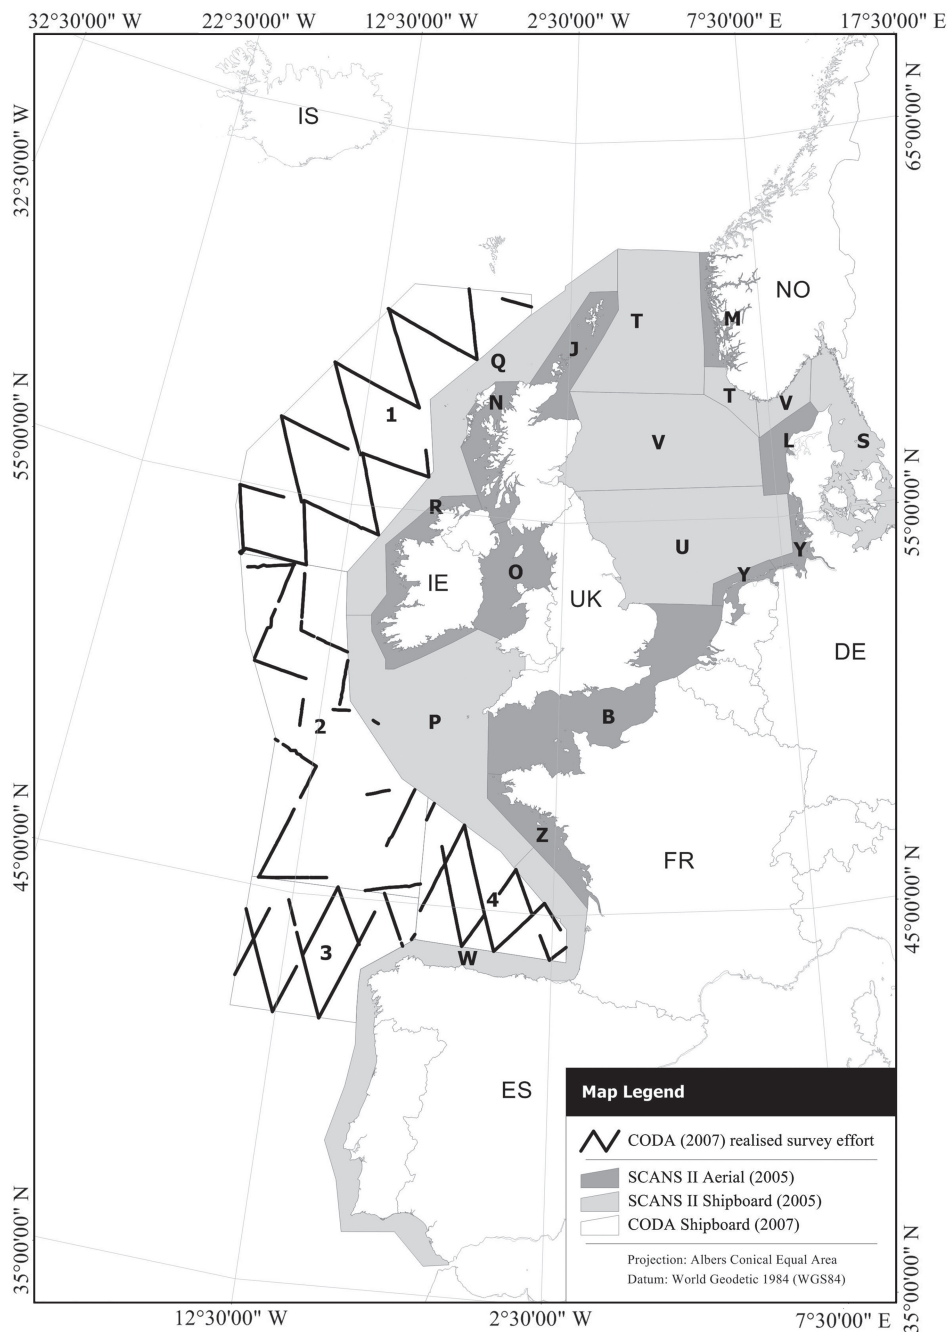 32°30'00" W 22°30'00" W 12°30'00" W 2°30'00" W 7°30'00" E 17°30'00" E
65°00'00" N
32°30'00" W
IS
NO
M
T
J
Q
T
N
V
1
V
L
S
55°00'00" N
55°00'00" N
R
U
Y
O
Y
IE
UK
DE
P
B
2
Z
FR
45°00'00" N
45°00'00" N
4
3
W
ES
Map Legend
CODA (2007) realised survey effort
SCANS II Aerial (2005)
SCANS II Shipboard (2005)
CODA Shipboard (2007)
Projection: Albers Conical Equal Area
Datum: World Geodetic 1984 (WGS84)
35°00'00" N
35°00'00" N
12°30'00" W 2°30'00" W 7°30'00" E